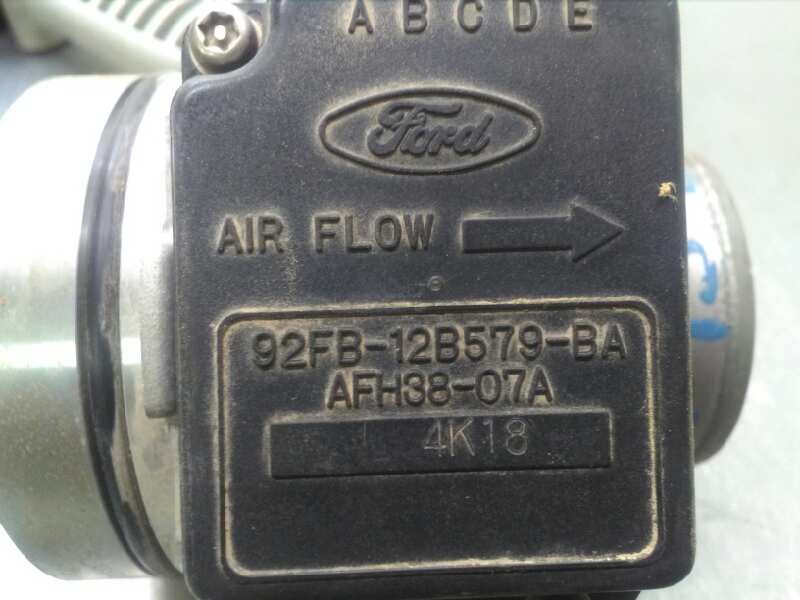 A B C D E
Ford
AIR FLOW
92FB-12B579-BA
AFH38-07A
4K18